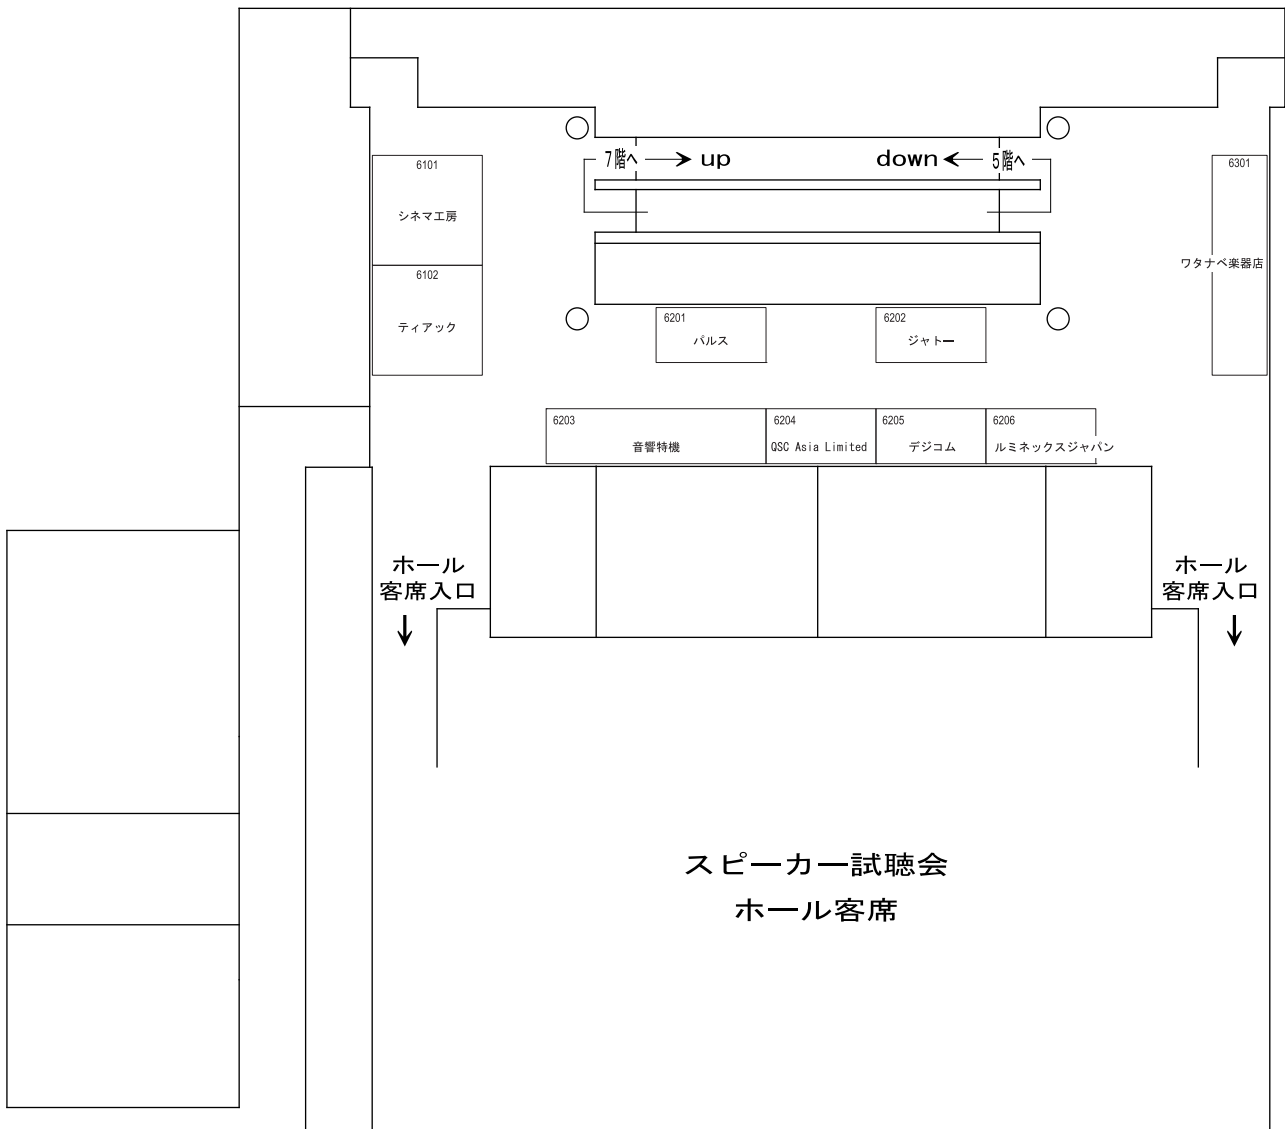 7階へ
up
down
5階へ
6101
シネマ工房
6102
ティアック
6301
ワタナベ楽器店
6201
パルス
6202
ジャトー
6203
音響特機
6204
QSC Asia Limited
6205
デジコム
6206
ルミネックスジャパン
ホール
客席入口
ホール
客席入口
スピーカー試聴会
ホール客席